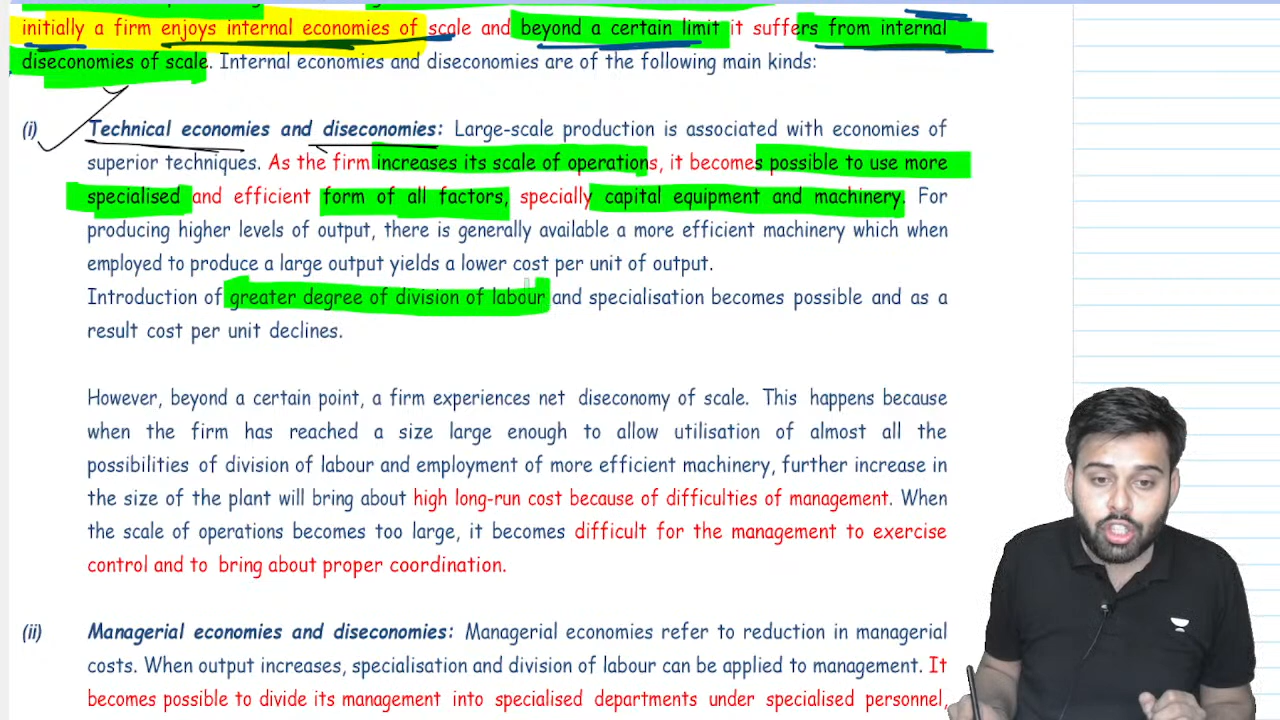 initially a firm enjoys internal economies of scale and beyond a certain limit it suffers from internal
diseconomies of scale. Internal economies and diseconomies are of the following main kinds:
(i) Technical economies and diseconomies: Large-scale production is associated with economies of
superior techniques. As the firm increases its scale of operations, it becomes possible to use more
specialised and efficient form of all factors, specially capital equipment and machinery. For
producing higher levels of output, there is generally available a more efficient machinery which when
employed to produce a large output yields a lower cost per unit of output.
Introduction of greater degree of division of labour and specialisation becomes possible and as a
result cost per unit declines.
However, beyond a certain point, a firm experiences net diseconomy of scale. This happens because
when the firm has reached a size large enough to allow utilisation of almost all the
possibilities of division of labour and employment of more efficient machinery, further increase in
the size of the plant will bring about high long-run cost because of difficulties of management. When
the scale of operations becomes too large, it becomes difficult for the management to exercise
control and to bring about proper coordination.
(ii) Managerial economies and diseconomies: Managerial economies refer to reduction in managerial
costs. When output increases, specialisation and division of labour can be applied to management. It
becomes possible to divide its management into specialised departments under specialised personnel,